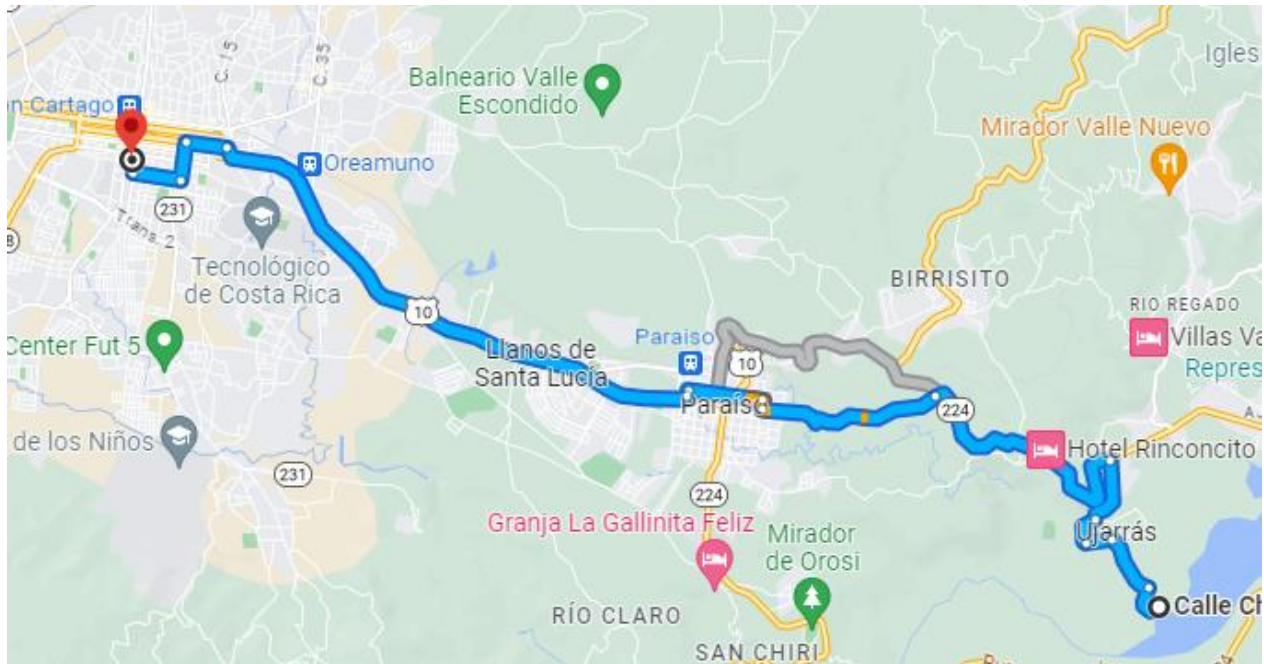 C. 15
C. 35
Igles
Balneario Valle
Escondido
n Cartago
Mirador Valle Nuevo
Oreamuno
231
Trans. 2
8
Tecnológico
de Costa Rica
BIRRISITO
RIO REGADO
10
Villas Va
Center Fut 5
Llanos de
Santa Lucía
Paraiso
10
Repres
Paraíso
224
A
de los Niños
Hotel Rinconcito
231
224
Granja La Gallinita Feliz
Mirador
de Orosi
Ujarrás
RÍO CLARO
Calle Ch
SAN CHIRI